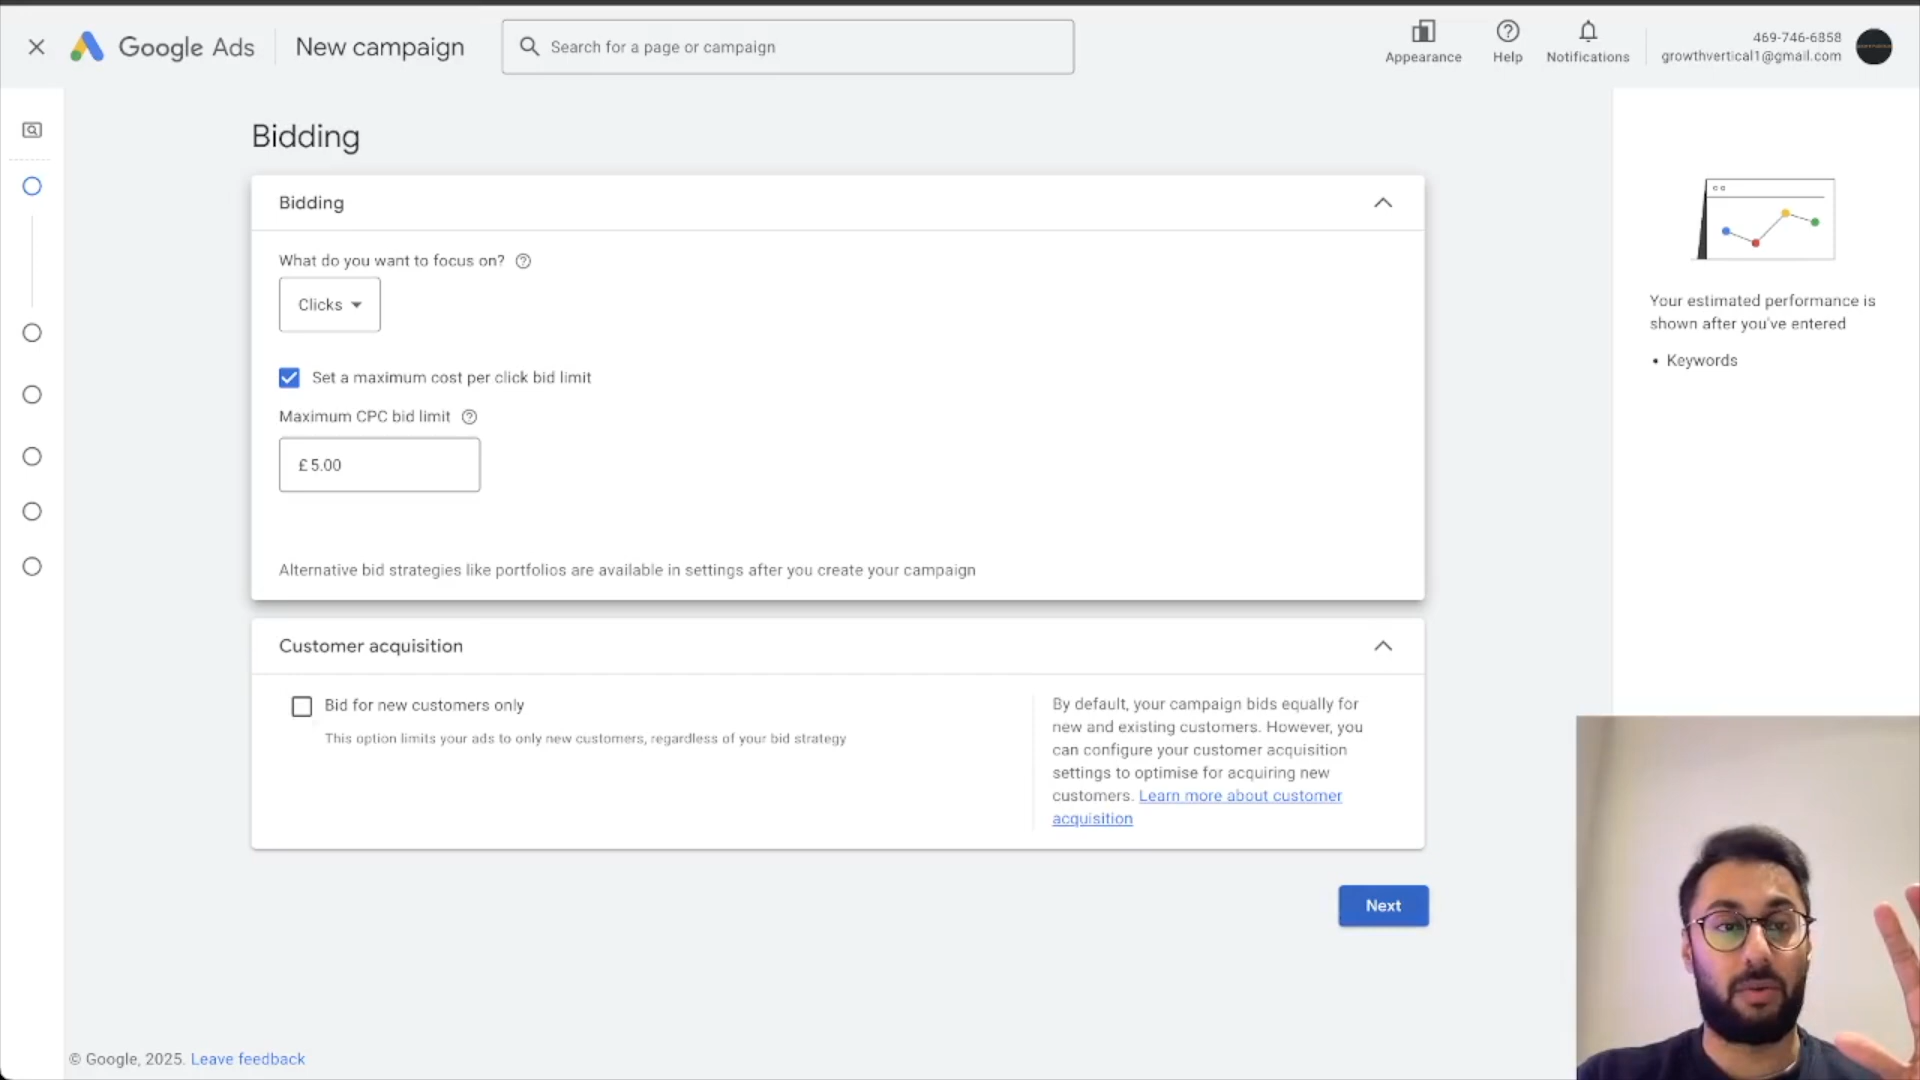 Google Ads
New campaign
Search for a page or campaign
Appearance
Help
Notifications
469-746-6858
growthvertical1@gmail.com
Bidding
Bidding
What do you want to focus on?
Clicks
Set a maximum cost per click bid limit
Maximum CPC bid limit
£5.00
Alternative bid strategies like portfolios are available in settings after you create your campaign
Customer acquisition
Bid for new customers only
This option limits your ads to only new customers, regardless of your bid strategy
By default, your campaign bids equally for
new and existing customers. However, you
can configure your customer acquisition
settings to optimise for acquiring new
customers. Learn more about customer
acquisition
Next
Your estimated performance is
shown after you've entered
• Keywords
© Google, 2025. Leave feedback